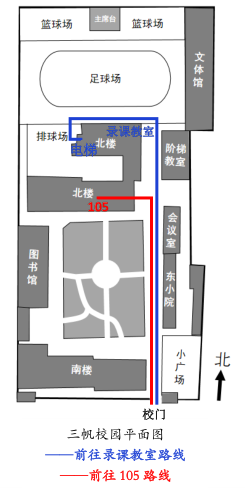 篮球场
主席台
篮球场
文体馆
足球场
排球场
录课教室
电梯
北楼
阶梯教室
北楼
105
会议室
图书馆
东小院
小广场
北
南楼
校门
三帆校园平面图
——前往录课教室路线
——前往 105 路线